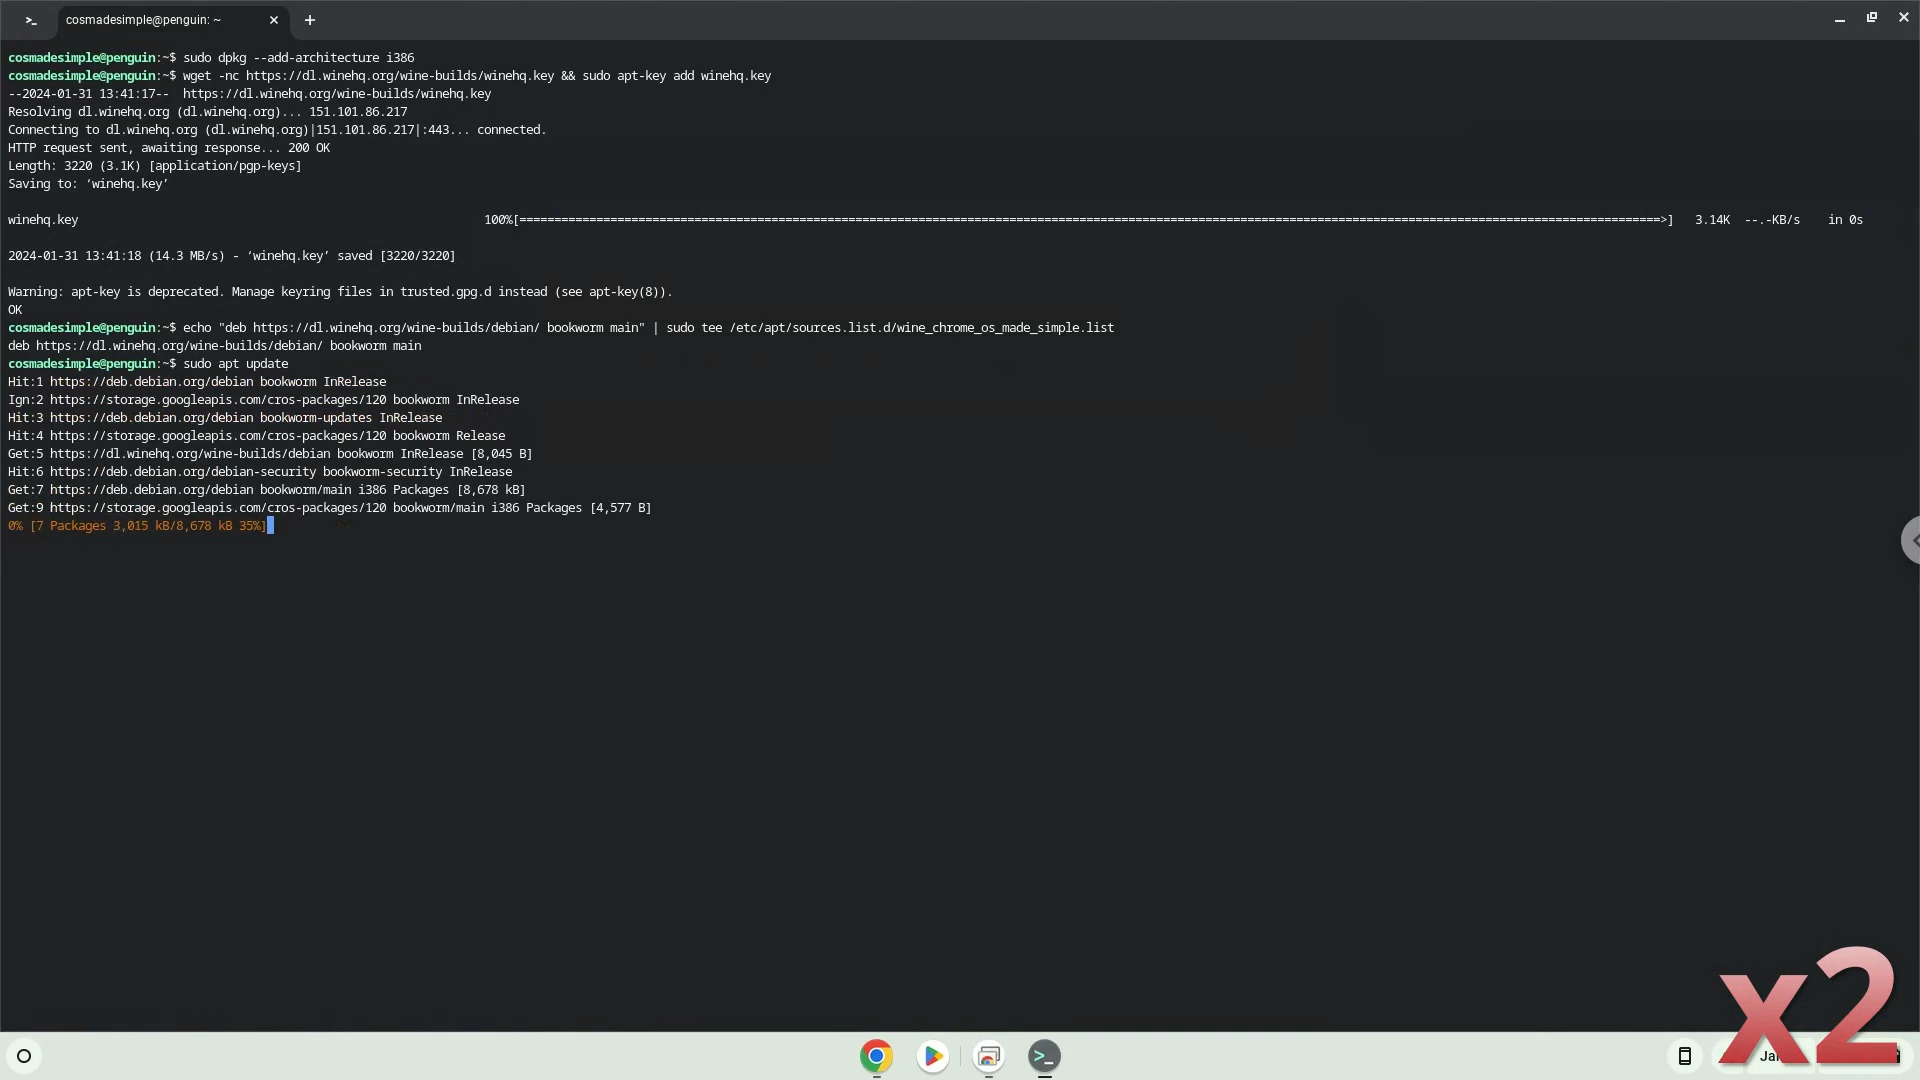 cosmadesimple@penguin: ~
cosmadesimple@penguin:~$ sudo dpkg --add-architecture i386
cosmadesimple@penguin:~$ wget -nc https://dl.winehq.org/wine-builds/winehq.key && sudo apt-key add winehq.key
--2024-01-31 13:41:17--  https://dl.winehq.org/wine-builds/winehq.key
Resolving dl.winehq.org (dl.winehq.org)... 151.101.86.217
Connecting to dl.winehq.org (dl.winehq.org)|151.101.86.217|:443... connected.
HTTP request sent, awaiting response... 200 OK
Length: 3220 (3.1K) [application/pgp-keys]
Saving to: ‘winehq.key’
winehq.key 100%[===================================================================================================================================================================>] 3.14K --.-KB/s in 0s
2024-01-31 13:41:18 (14.3 MB/s) - ‘winehq.key’ saved [3220/3220]
Warning: apt-key is deprecated. Manage keyring files in trusted.gpg.d instead (see apt-key(8)).
OK
cosmadesimple@penguin:~$ echo "deb https://dl.winehq.org/wine-builds/debian/ bookworm main" | sudo tee /etc/apt/sources.list.d/wine_chrome_os_made_simple.list
deb https://dl.winehq.org/wine-builds/debian/ bookworm main
cosmadesimple@penguin:~$ sudo apt update
Hit:1 https://deb.debian.org/debian bookworm InRelease
Ign:2 https://storage.googleapis.com/cros-packages/120 bookworm InRelease
Hit:3 https://deb.debian.org/debian bookworm-updates InRelease
Hit:4 https://storage.googleapis.com/cros-packages/120 bookworm Release
Get:5 https://dl.winehq.org/wine-builds/debian bookworm InRelease [8,045 B]
Hit:6 https://deb.debian.org/debian-security bookworm-security InRelease
Get:7 https://deb.debian.org/debian bookworm/main i386 Packages [8,678 kB]
Get:9 https://storage.googleapis.com/cros-packages/120 bookworm/main i386 Packages [4,577 B]
0% [7 Packages 3,015 kB/8,678 kB 35%]
x2